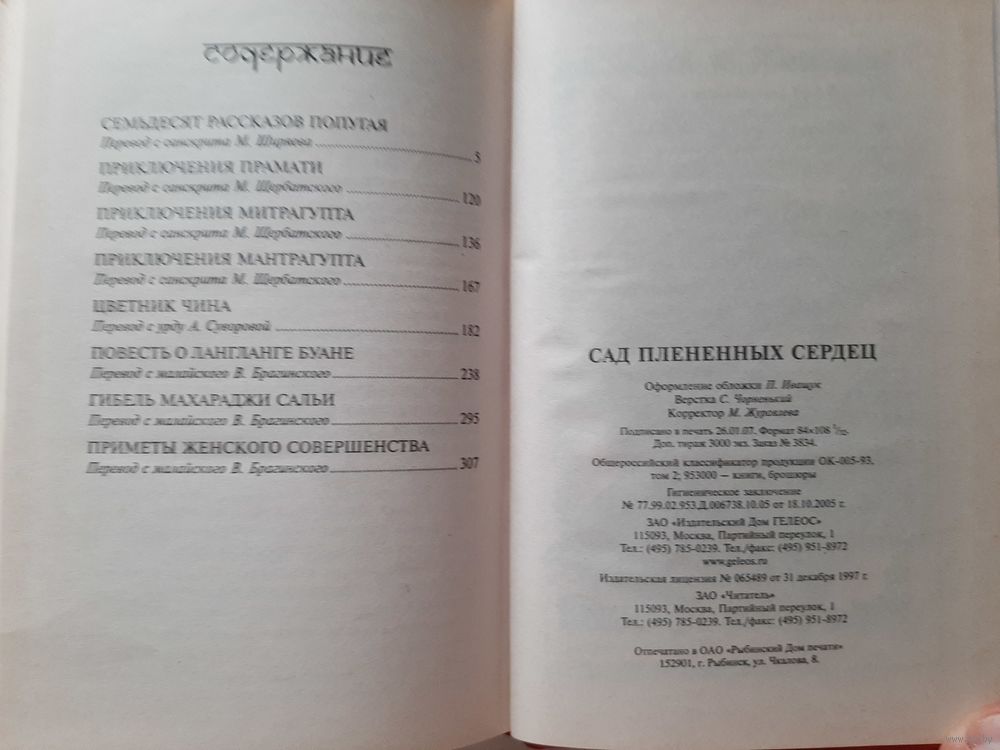 содержание
СЕМЬДЕСЯТ РАССКАЗОВ ПОПУГАЯ
Перевод с санскрита М. Ширяева 5
ПРИКЛЮЧЕНИЯ ПРАМАТИ
Перевод с санскрита М. Щербатского 120
ПРИКЛЮЧЕНИЯ МИТРАГУПТА
Перевод с санскрита М. Щербатского 136
ПРИКЛЮЧЕНИЯ МАНТРАГУПТА
Перевод с санскрита М. Щербатского 167
ЦВЕТНИК ЧИНА
Перевод с урду А. Суворовой 182
ПОВЕСТЬ О ЛАНГЛАНГЕ БУАНЕ
Перевод с малайского В. Брагинского 238
ГИБЕЛЬ МАХАРАДЖИ САЛЬИ
Перевод с малайского В. Брагинского 295
ПРИМЕТЫ ЖЕНСКОГО СОВЕРШЕНСТВА
Перевод с малайского В. Брагинского 307
САД ПЛЕНЕННЫХ СЕРДЕЦ
Оформление обложки П. Иващук
Верстка С. Чорненький
Корректор М. Журавлева
Подписано в печать 26.01.07. Формат 84×108 1/32.
Доп. тираж 3000 экз. Заказ № 3834.
Общероссийский классификатор продукции ОК-005-93,
том 2; 953000 — книги, брошюры
Гигиеническое заключение
№ 77.99.02.953.Д.006738.10.05 от 18.10.2005 г.
ЗАО «Издательский Дом ГЕЛЕОС»
115093, Москва, Партийный переулок, 1
Тел.: (495) 785-0239. Тел./факс: (495) 951-8972
www.geleos.ru
Издательская лицензия № 065489 от 31 декабря 1997 г.
ЗАО «Читатель»
115093, Москва, Партийный переулок, 1
Тел.: (495) 785-0239. Тел./факс: (495) 951-8972
Отпечатано в ОАО «Рыбинский Дом печати»
152901, г. Рыбинск, ул. Чкалова, 8.